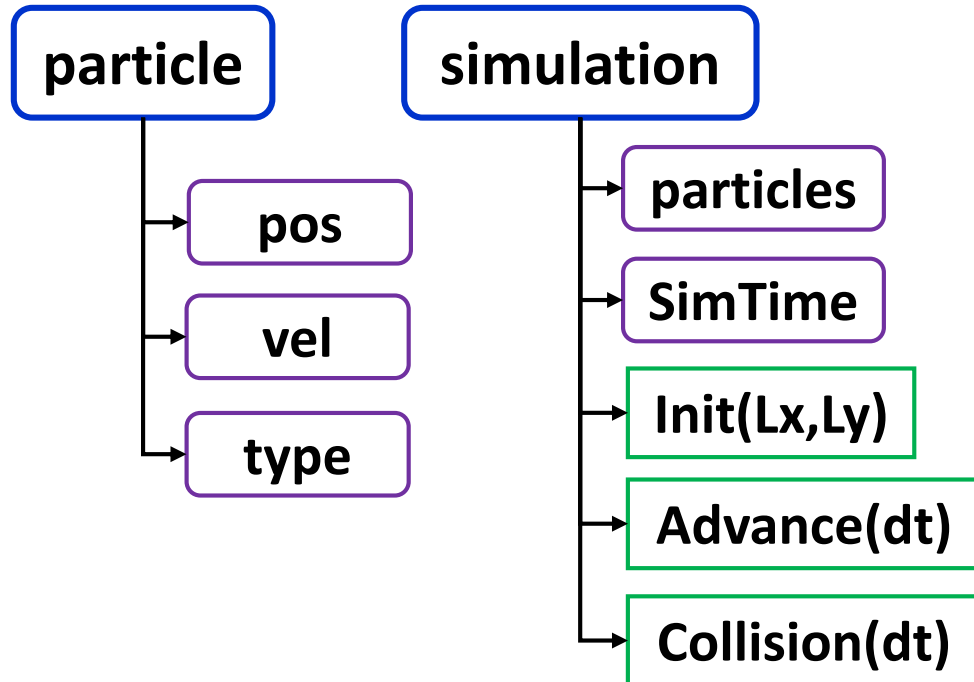 particle
pos
vel
type
simulation
particles
SimTime
Init(Lx,Ly)
Advance(dt)
Collision(dt)